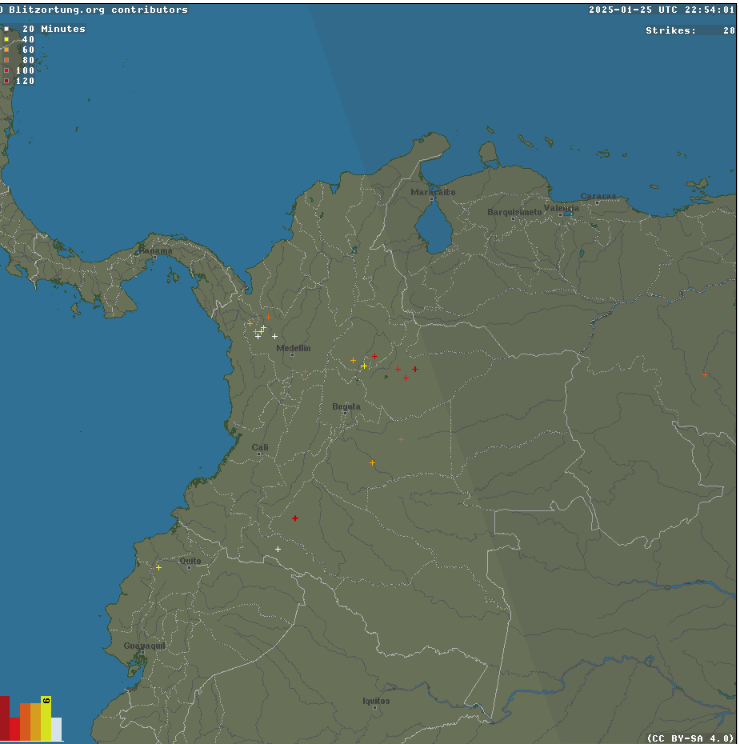 Blitzortung.org contributors
2025-01-25 UTC 22:54:01
20 Minutes
40
60
80
100
120
Strikes: 28
Maracaibo
Caracas
Barquisimeto
Valencia
Panama
Medellin
Bogota
Cali
Quito
Guayaquil
Iquitos
9
(CC BY-SA 4.0)